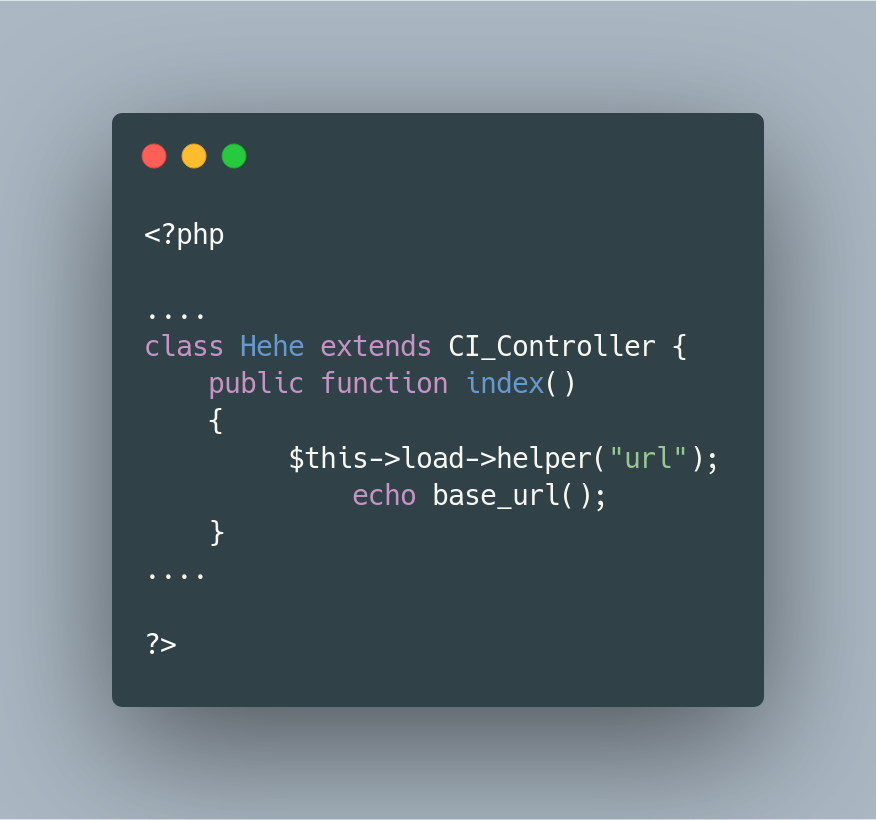 <?php
....
class Hehe extends CI_Controller {
    public function index()
    {
         $this->load->helper("url");
             echo base_url();
    }
....
?>